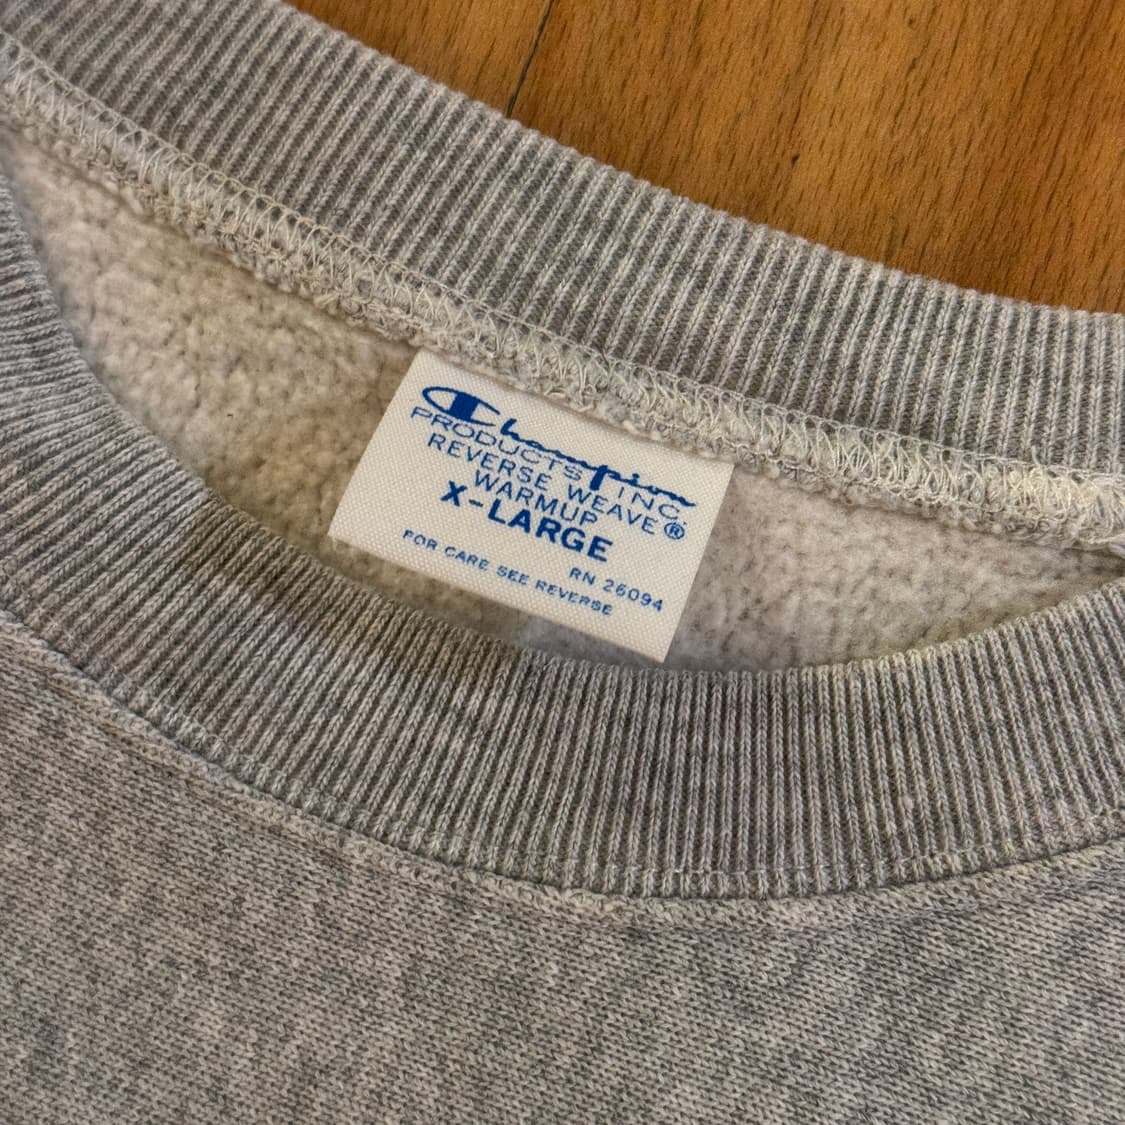 Champion
PRODUCTS INC.
REVERSE WEAVE®
WARMUP
X-LARGE
RN 26094
FOR CARE SEE REVERSE